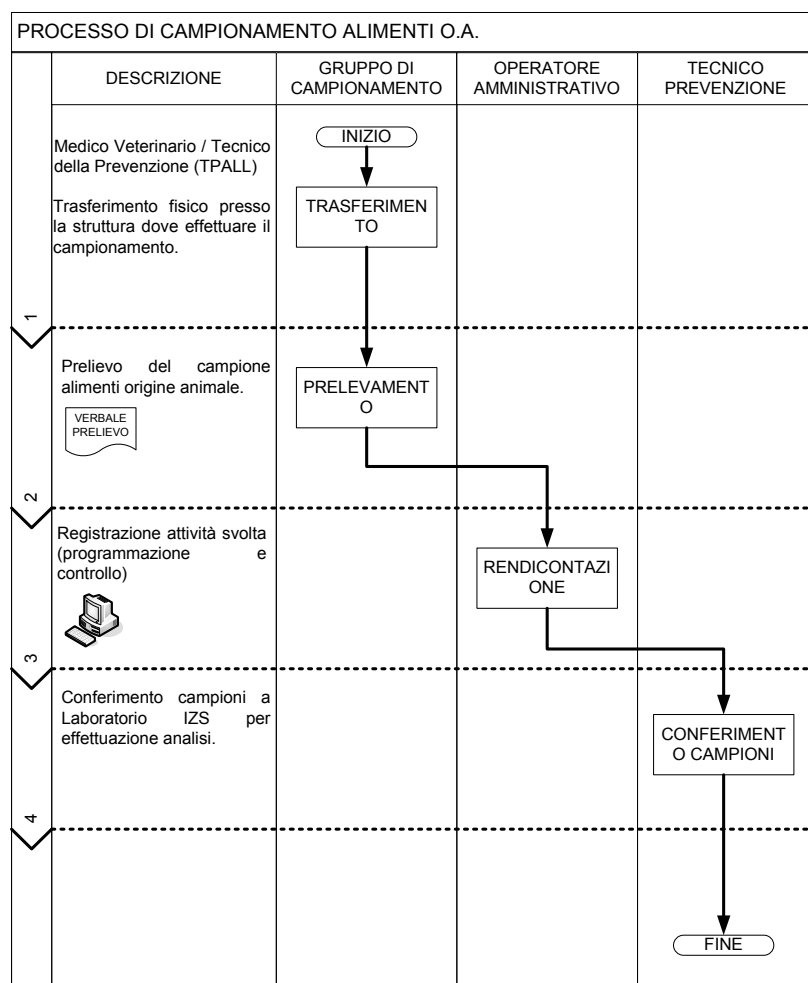 PROCESSO DI CAMPIONAMENTO ALIMENTI O.A.
DESCRIZIONE
GRUPPO DI
CAMPIONAMENTO
OPERATORE
AMMINISTRATIVO
TECNICO
PREVENZIONE
Medico Veterinario / Tecnico
della Prevenzione (TPALL)
Trasferimento fisico presso
la struttura dove effettuare il
campionamento.
INIZIO
TRASFERIMEN
TO
1
Prelievo del campione
alimenti origine animale.
VERBALE
PRELIEVO
PRELEVAMENT
O
2
Registrazione attività svolta
(programmazione e
controllo)
RENDICONTAZI
ONE
3
Conferimento campioni a
Laboratorio IZS per
effettuazione analisi.
CONFERIMENT
O CAMPIONI
4
FINE